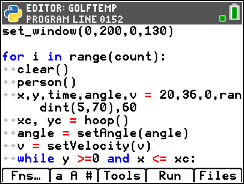 EDITOR: GOLFTEMP
PROGRAM LINE 0152
set_window(0,200,0,130)
for i in range(count):
clear()
person()
x,y,time,angle,v = 20,36,0,ran
dint(5,70),60
xc, yc = hoop()
angle = setAngle(angle)
v = setVelocity(v)
while y >=0 and x <= xc:
Fns… a A # Tools Run Files